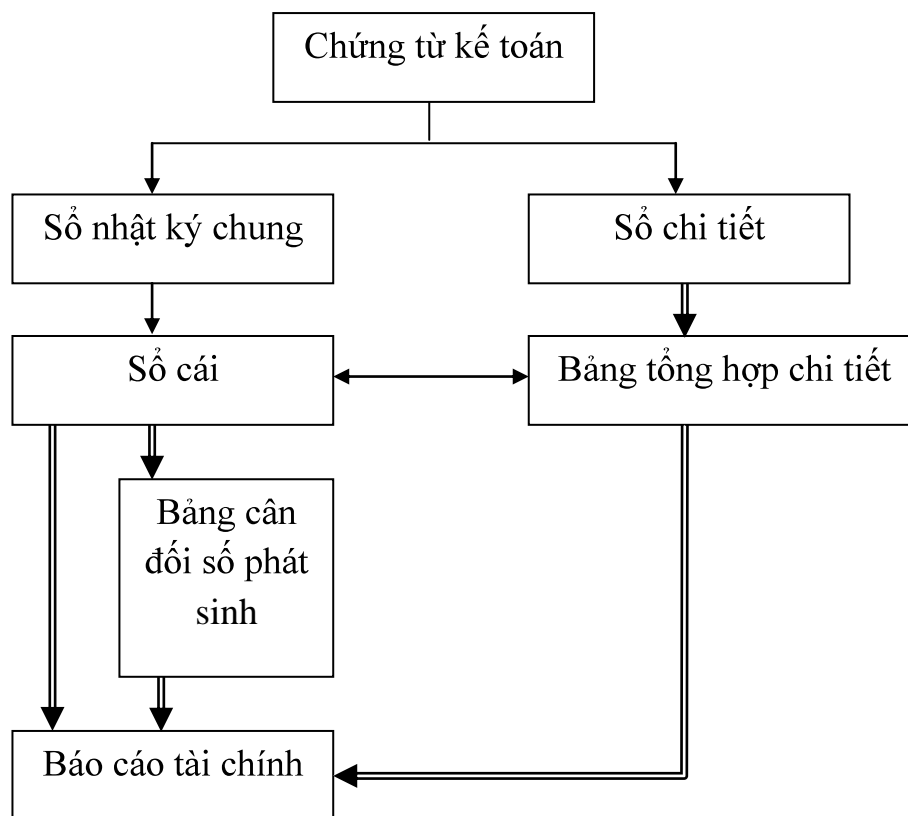 Chứng từ kế toán
Sổ nhật ký chung
Sổ chi tiết
Sổ cái
Bảng tổng hợp chi tiết
Bảng cân
đối số phát
sinh
Báo cáo tài chính